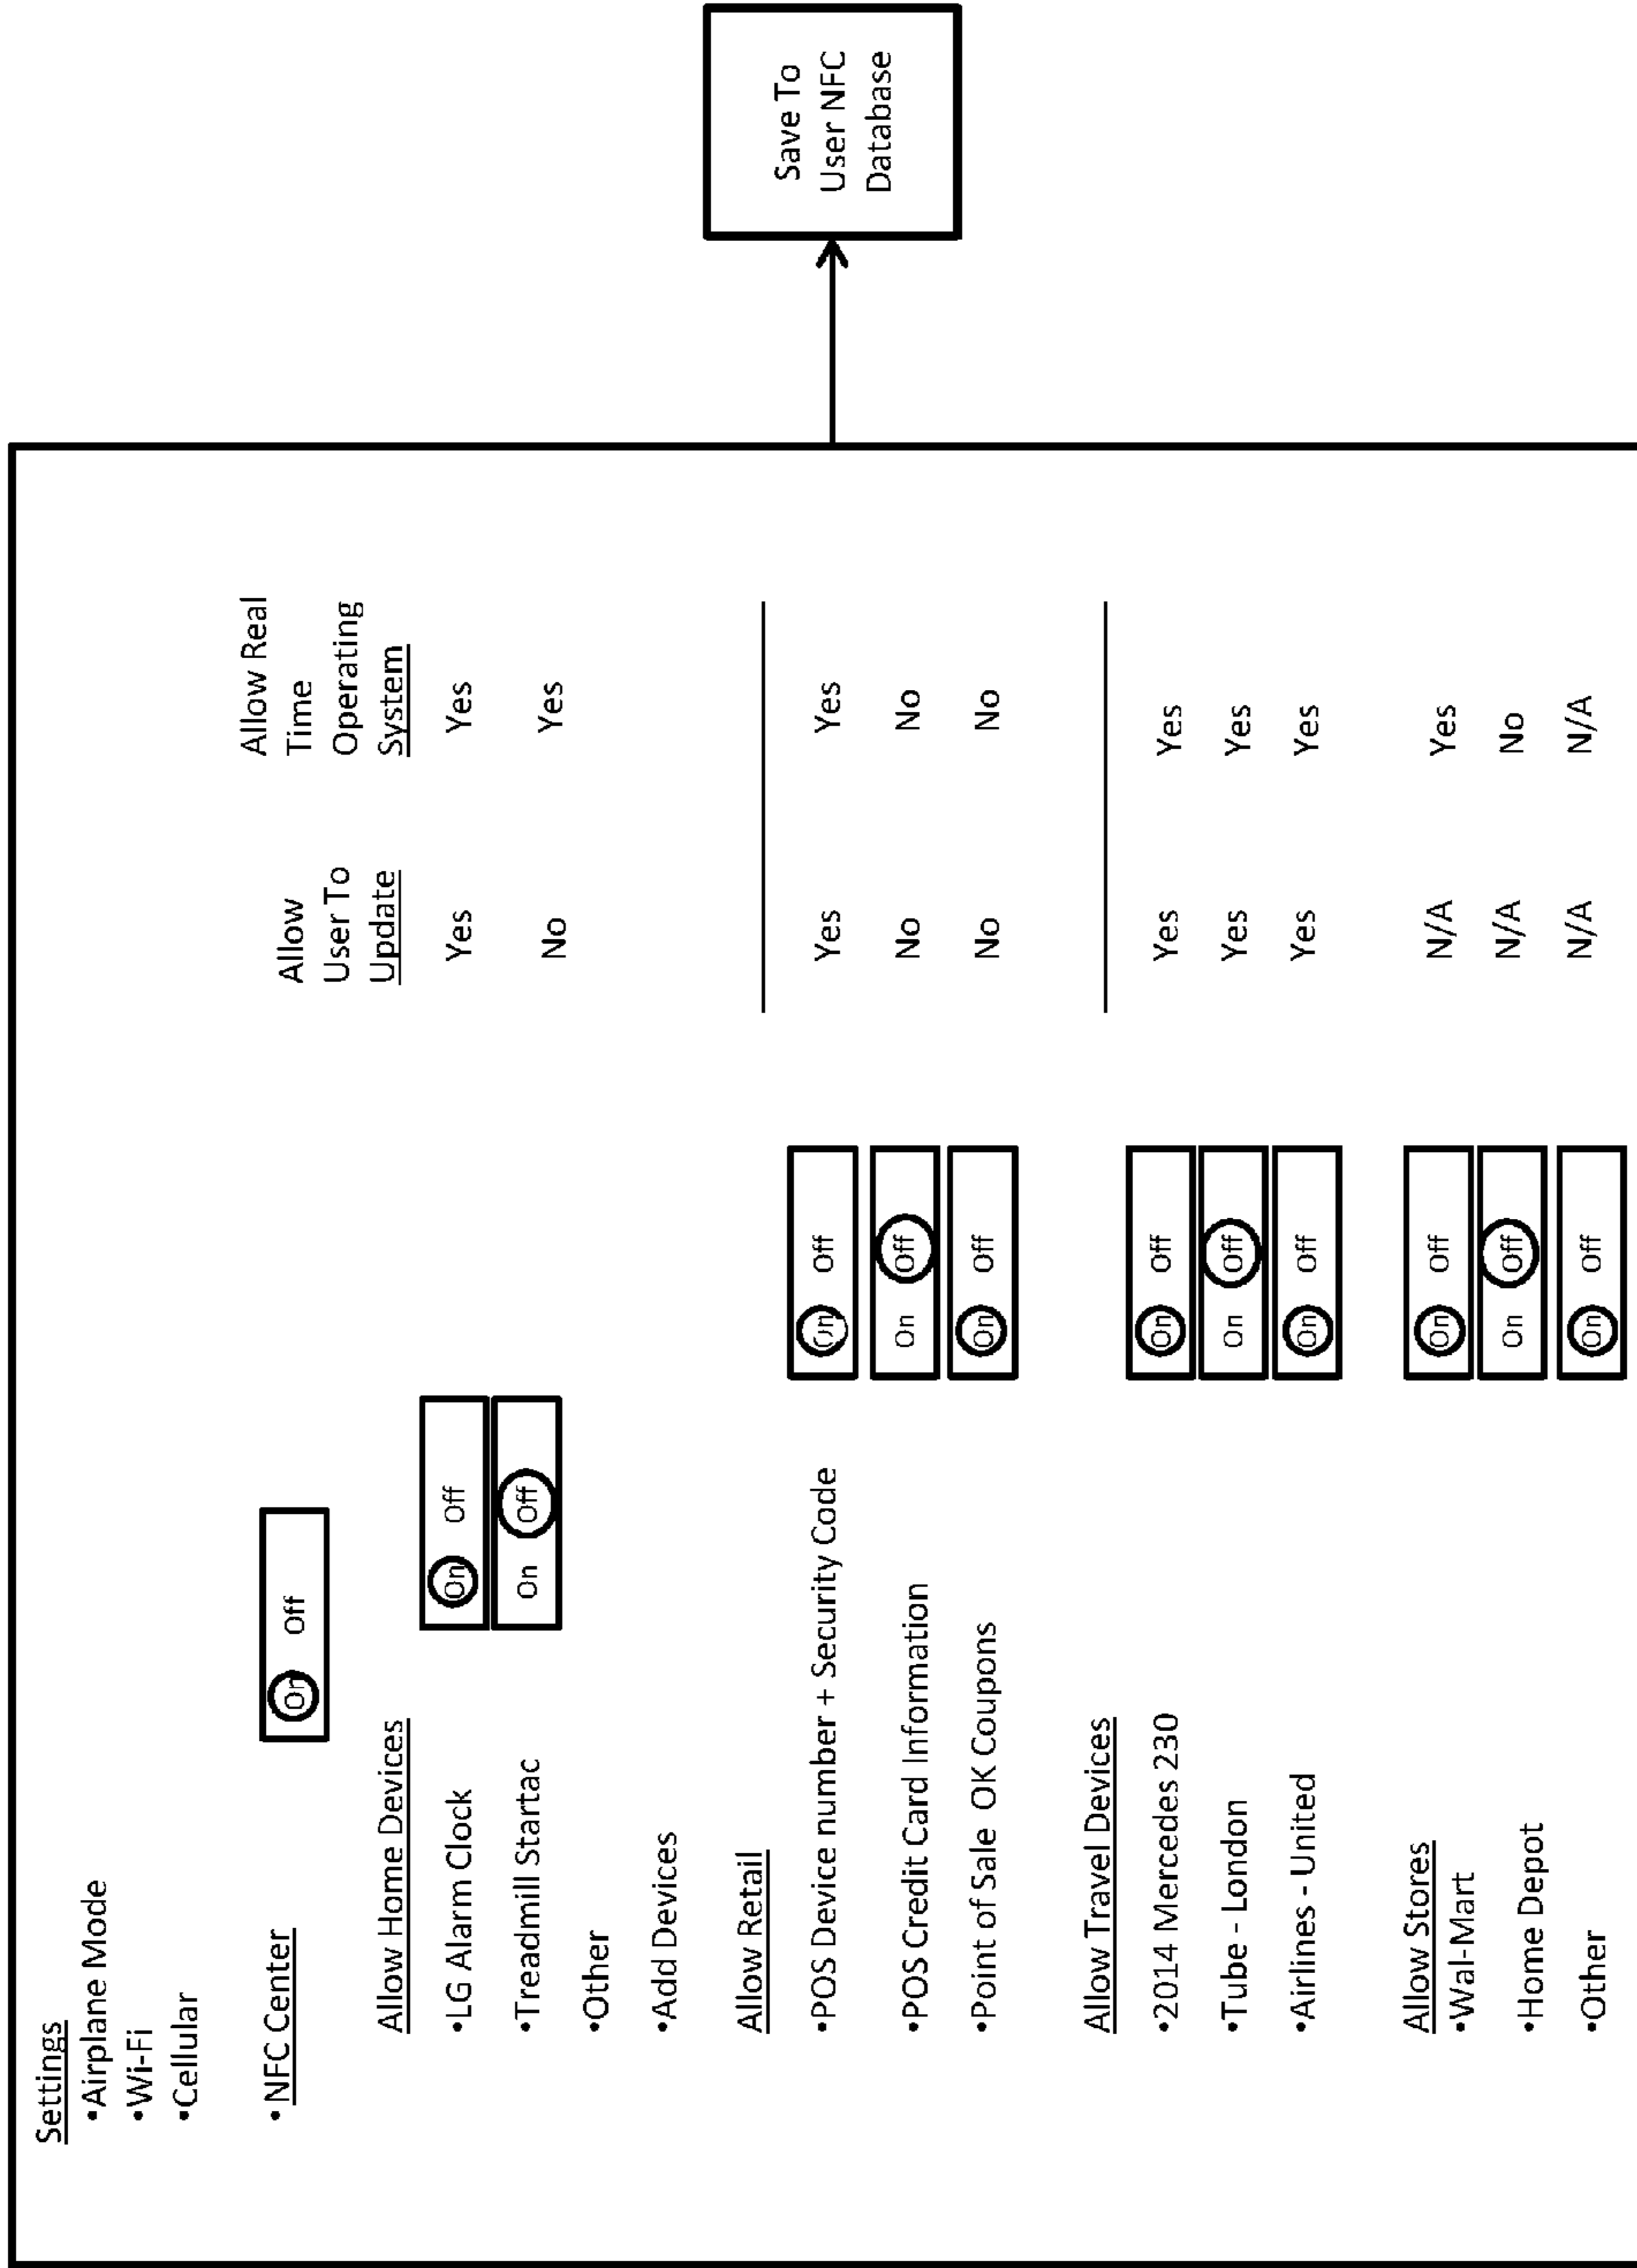 Settings
•Airplane Mode
•Wi-Fi
•Cellular
Allow Real
Time
Operating
System
Allow
User To
Update
• NFC Center On Off
Allow Home Devices
•LG Alarm Clock On Off Yes Yes
•Treadmill Startac On Off No Yes
•Other
•Add Devices
Allow Retail
•POS Device number + Security Code On Off Yes Yes
•POS Credit Card Information On Off No No
•Point of Sale OK Coupons On Off No No
Allow Travel Devices
•2014 Mercedes 230 On Off Yes Yes
•Tube - London On Off Yes Yes
•Airlines - United On Off Yes Yes
Allow Stores
•Wal-Mart On Off N/A Yes
•Home Depot On Off N/A No
•Other On Off N/A N/A
Save To
User NFC
Database